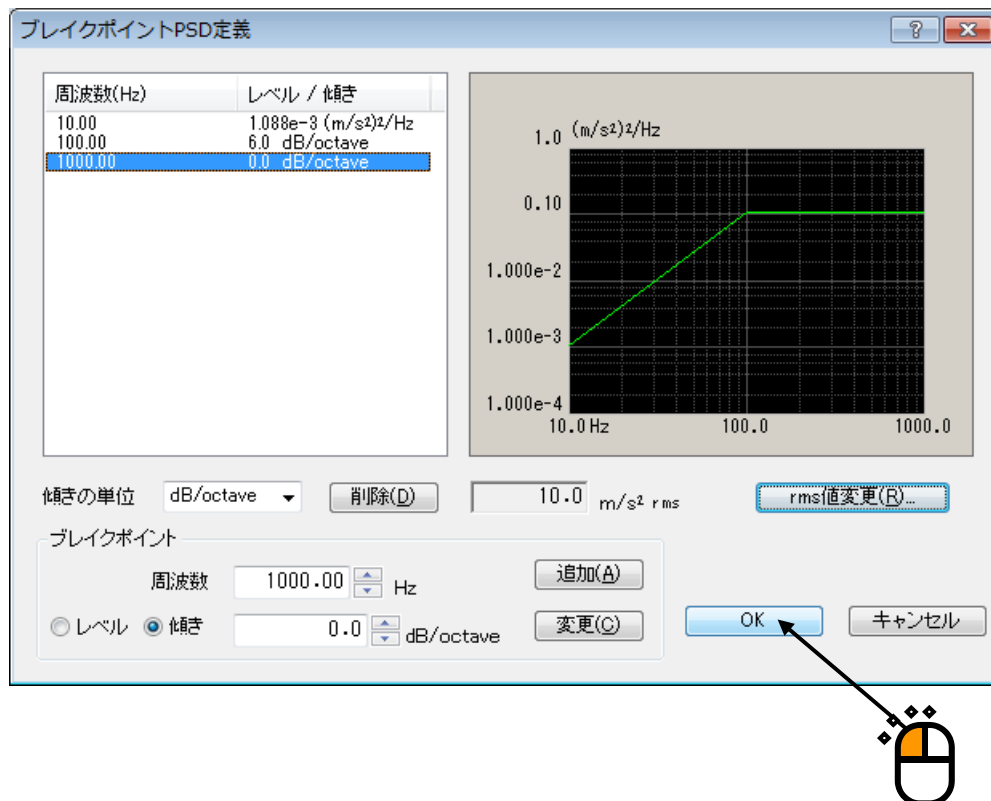 ブレイクポイントPSD定義
周波数(Hz) レベル / 傾き
10.00 1.088e-3 (m/s2)2/Hz
100.00 6.0 dB/octave
1000.00 0.0 dB/octave
1.0 (m/s2)2/Hz
0.10
1.000e-2
1.000e-3
1.000e-4
10.0Hz 100.0 1000.0
傾きの単位 dB/octave 削除(D) 10.0 m/s2 rms rms値変更(R)...
ブレイクポイント
周波数 1000.00 Hz 追加(A)
レベル 傾き 0.0 dB/octave 変更(C) OK キャンセル